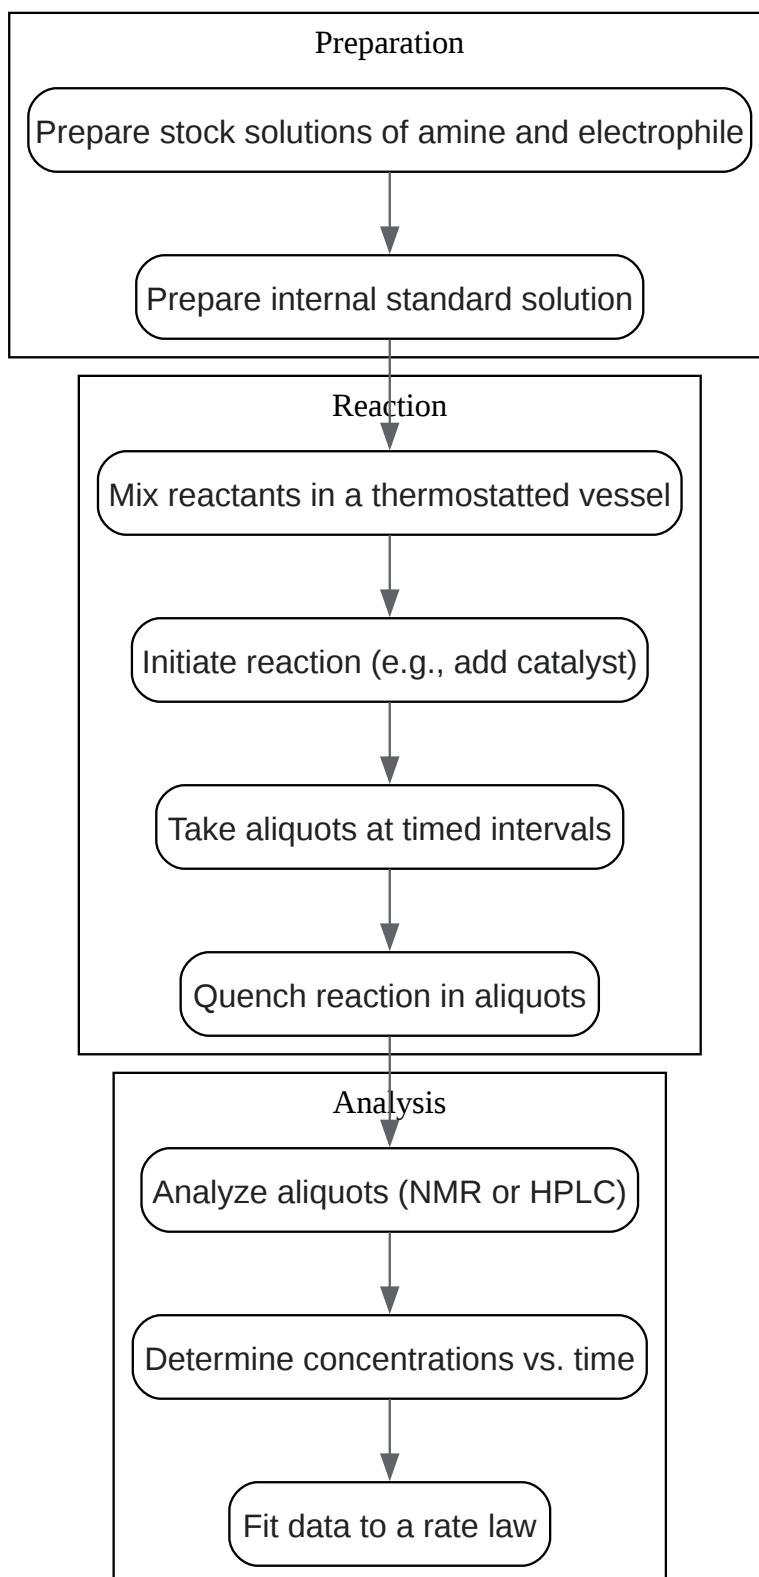 Preparation
Prepare stock solutions of amine and electrophile
Prepare internal standard solution
Reaction
Mix reactants in a thermostatted vessel
Initiate reaction (e.g., add catalyst)
Take aliquots at timed intervals
Quench reaction in aliquots
Analysis
Analyze aliquots (NMR or HPLC)
Determine concentrations vs. time
Fit data to a rate law